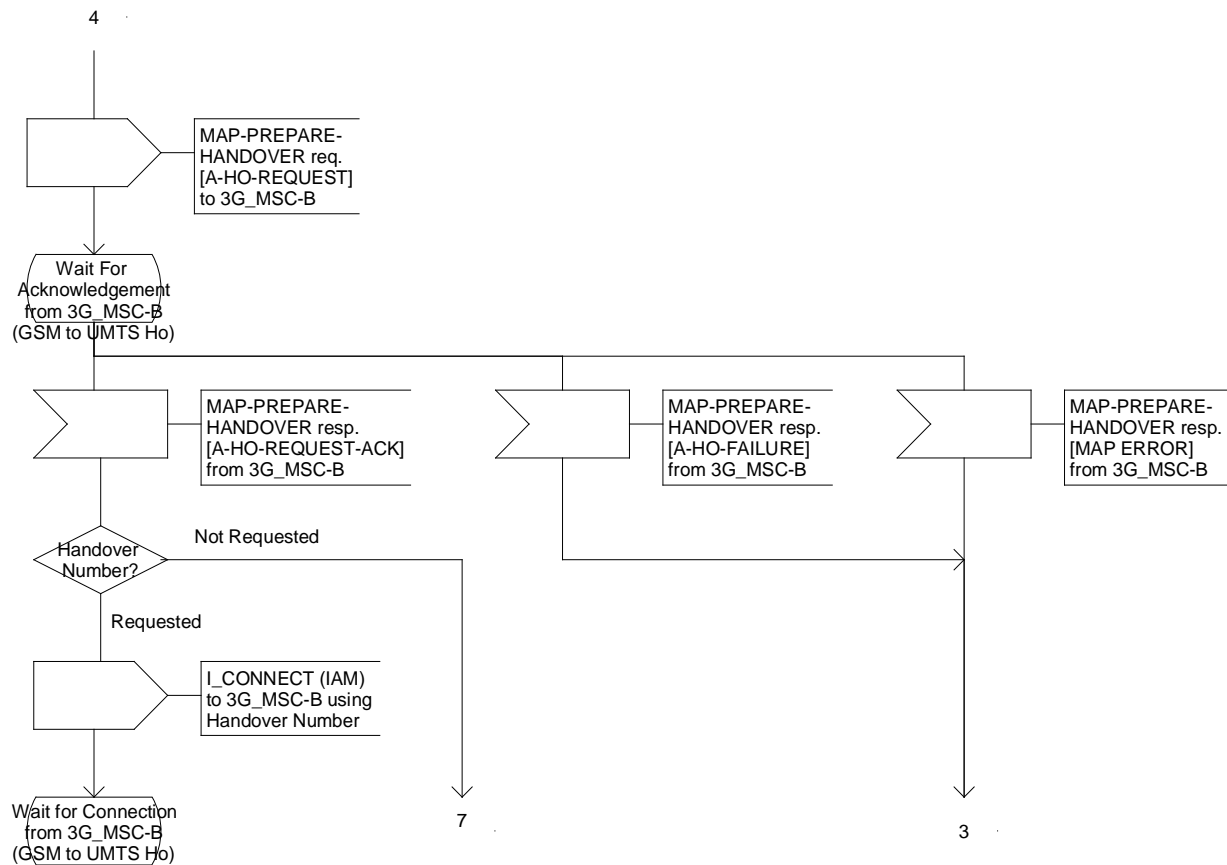 4
MAP-PREPARE-
HANDOVER req.
[A-HO-REQUEST]
to 3G_MSC-B
Wait For
Acknowledgement
from 3G_MSC-B
(GSM to UMTS Ho)
MAP-PREPARE-
HANDOVER resp.
[A-HO-REQUEST-ACK]
from 3G_MSC-B
MAP-PREPARE-
HANDOVER resp.
[A-HO-FAILURE]
from 3G_MSC-B
MAP-PREPARE-
HANDOVER resp.
[MAP ERROR]
from 3G_MSC-B
Handover
Number?
Not Requested
Requested
I_CONNECT (IAM)
to 3G_MSC-B using
Handover Number
Wait for Connection
from 3G_MSC-B
(GSM to UMTS Ho)
7
3